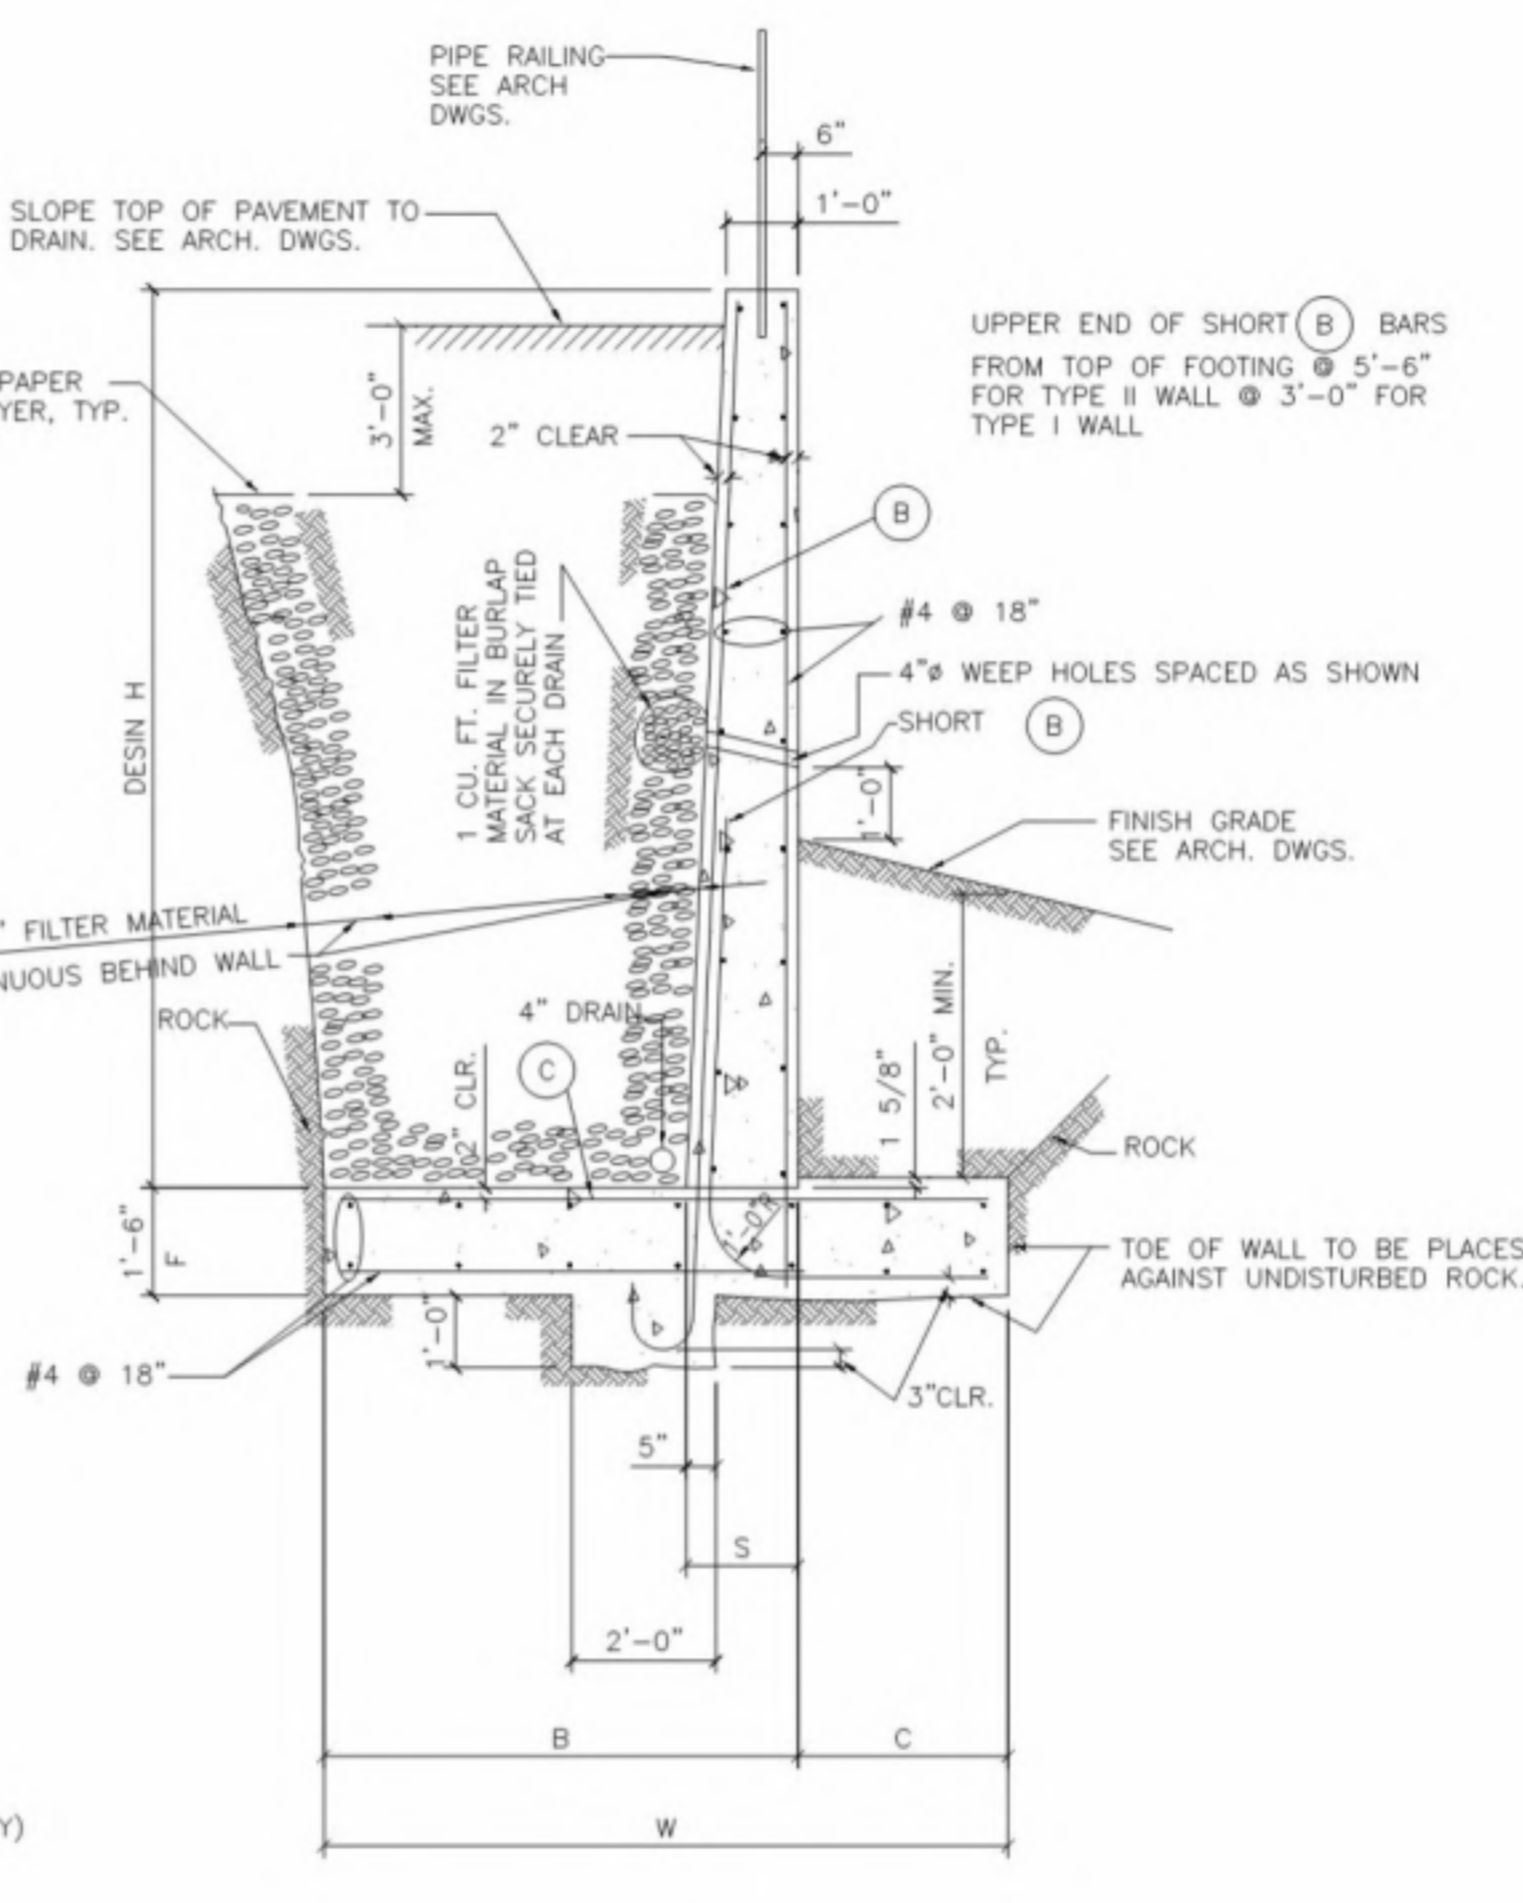 PIPE RAILING
SEE ARCH
DWGS.
6"
1'-0"
SLOPE TOP OF PAVEMENT TO
DRAIN. SEE ARCH. DWGS.
UPPER END OF SHORT B BARS
FROM TOP OF FOOTING @ 5'-6"
FOR TYPE II WALL @ 3'-0" FOR
TYPE I WALL
PAPER
YER, TYP.
3'-0"
MAX.
2" CLEAR
B
#4 @ 18"
4"ø WEEP HOLES SPACED AS SHOWN
SHORT B
1 CU. FT. FILTER
MATERIAL IN BURLAP
SACK SECURELY TIED
AT EACH DRAIN
DESIN H
1'-0"
FINISH GRADE
SEE ARCH. DWGS.
" FILTER MATERIAL
NUOUS BEHIND WALL
ROCK
4" DRAIN
C
2" CLR.
1 5/8"
2'-0" MIN.
TYP.
ROCK
1'-6"
F
1'-0"R
TOE OF WALL TO BE PLACES
AGAINST UNDISTURBED ROCK.
1'-0"
#4 @ 18"
3"CLR.
5"
S
2'-0"
B
C
W
Y)